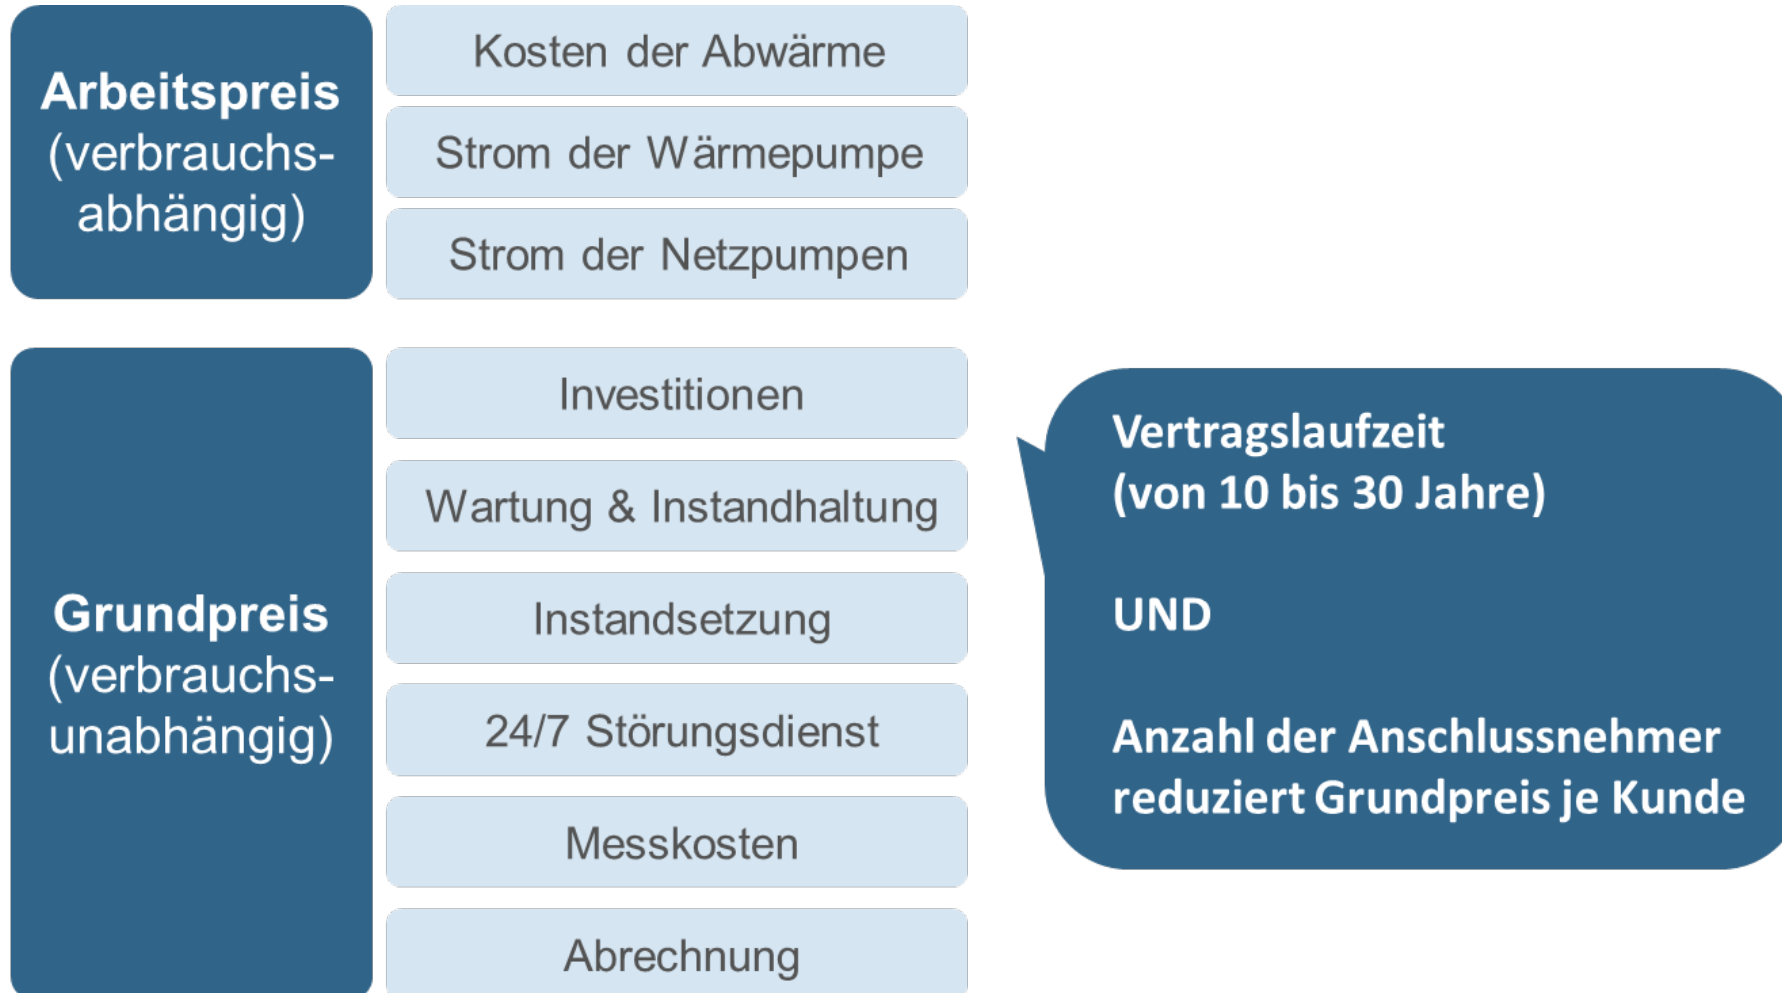 Arbeitspreis
(verbrauchs-
abhängig)
Kosten der Abwärme
Strom der Wärmepumpe
Strom der Netzpumpen
Grundpreis
(verbrauchs-
unabhängig)
Investitionen
Wartung & Instandhaltung
Instandsetzung
24/7 Störungsdienst
Messkosten
Abrechnung
Vertragslaufzeit
(von 10 bis 30 Jahre)
UND
Anzahl der Anschlussnehmer
reduziert Grundpreis je Kunde